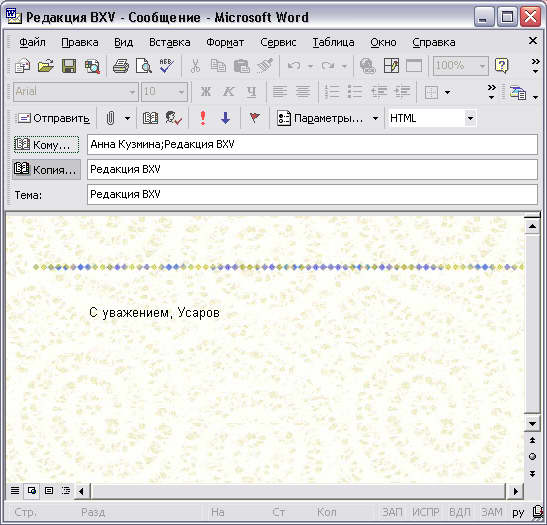 Редакция BXV - Сообщение - Microsoft Word
Файл Правка Вид Вставка Формат Сервис Таблица Окно Справка
100%
Arial 10 Ж К Ч
Отправить Параметры... HTML
Кому... Анна Кузмина;Редакция BXV
Копия... Редакция BXV
Тема: Редакция BXV
С уважением, Усаров
Стр. Разд На Ст Кол ЗАП ИСПР ВДЛ ЗАМ ру